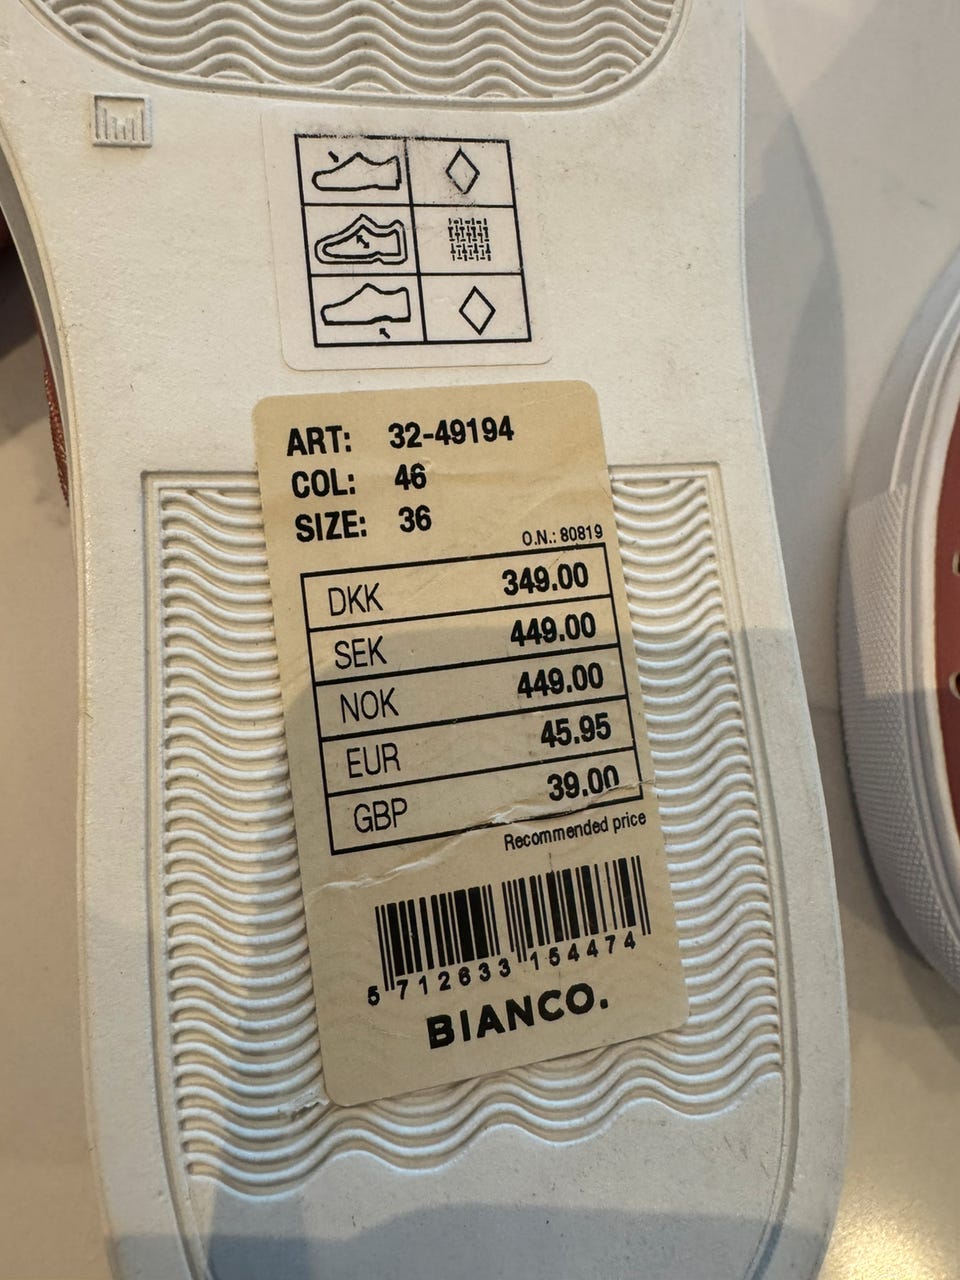 ART: 32-49194
COL: 46
SIZE: 36
O.N.: 80819
DKK 349.00
SEK 449.00
NOK 449.00
EUR 45.95
GBP 39.00
Recommended price
5 712633 154474
BIANCO.